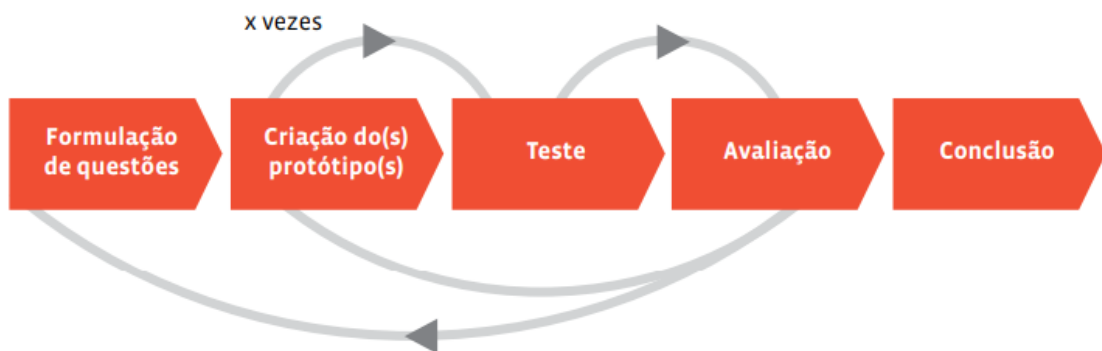 x vezes
Formulação
de questões
Criação do(s)
protótipo(s)
Teste
Avaliação
Conclusão